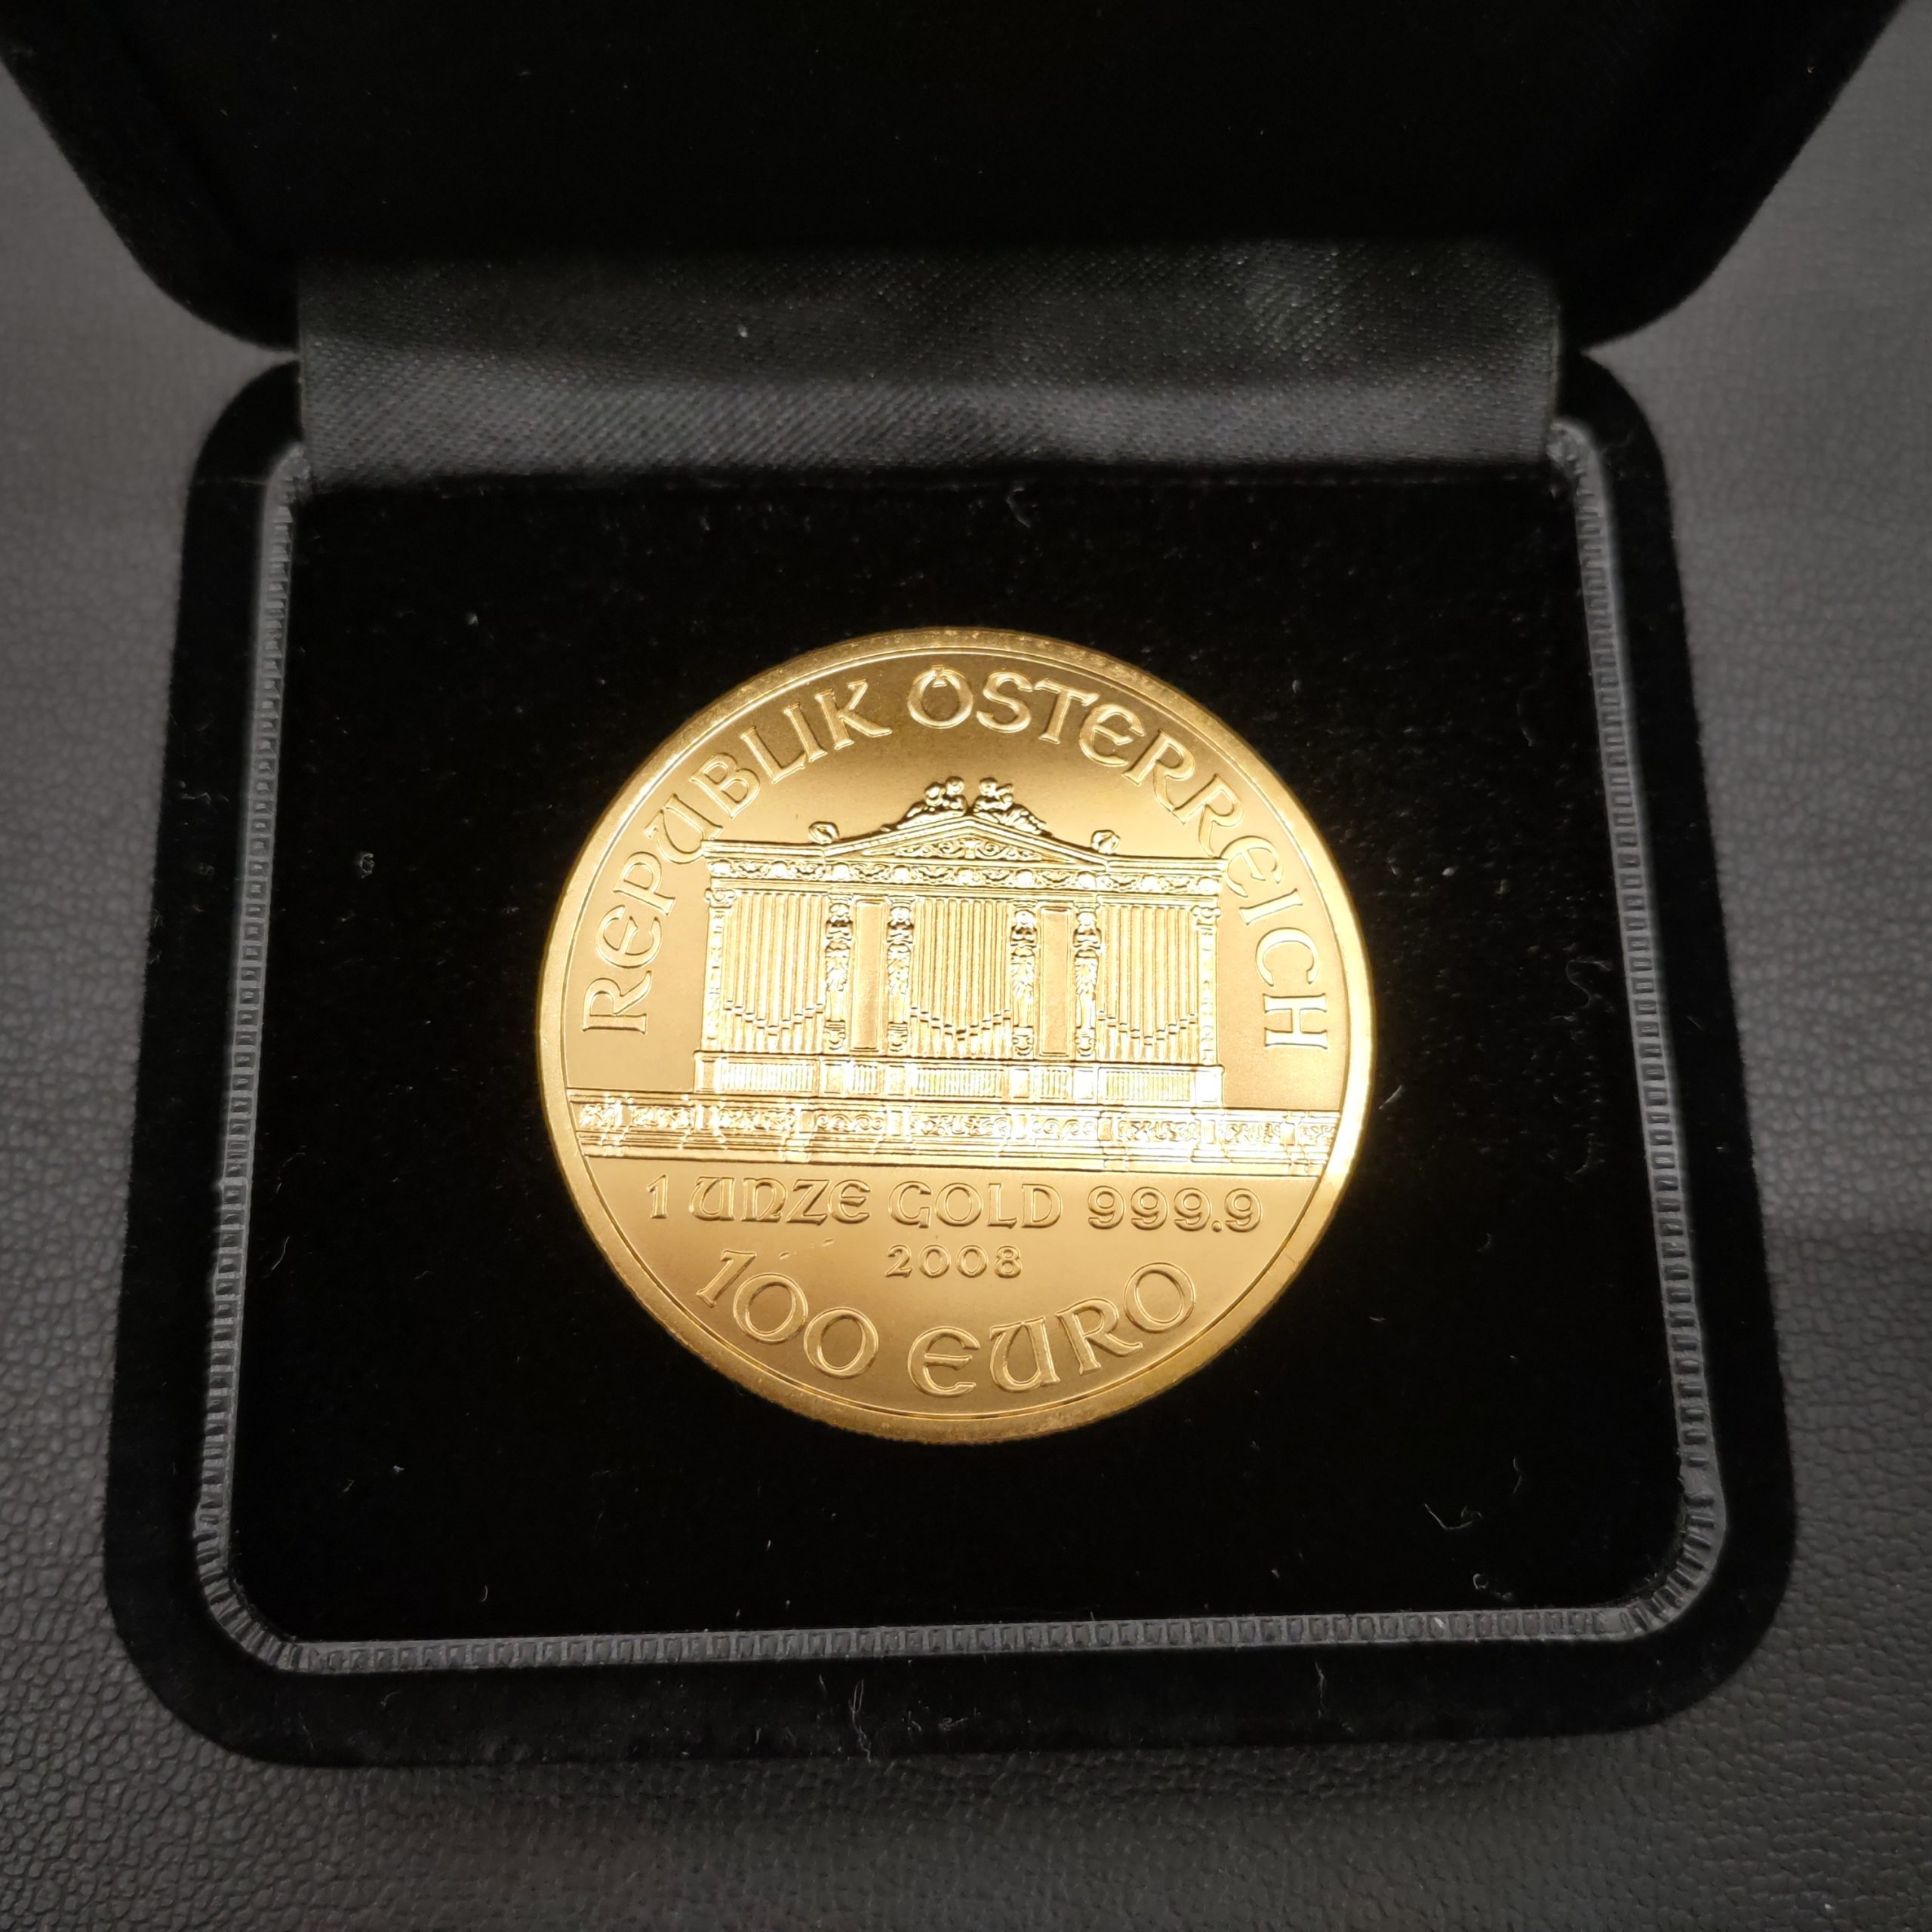 REPUBLIK ÖSTERREICH
1 UNZE GOLD 999.9
2008
100 EURO